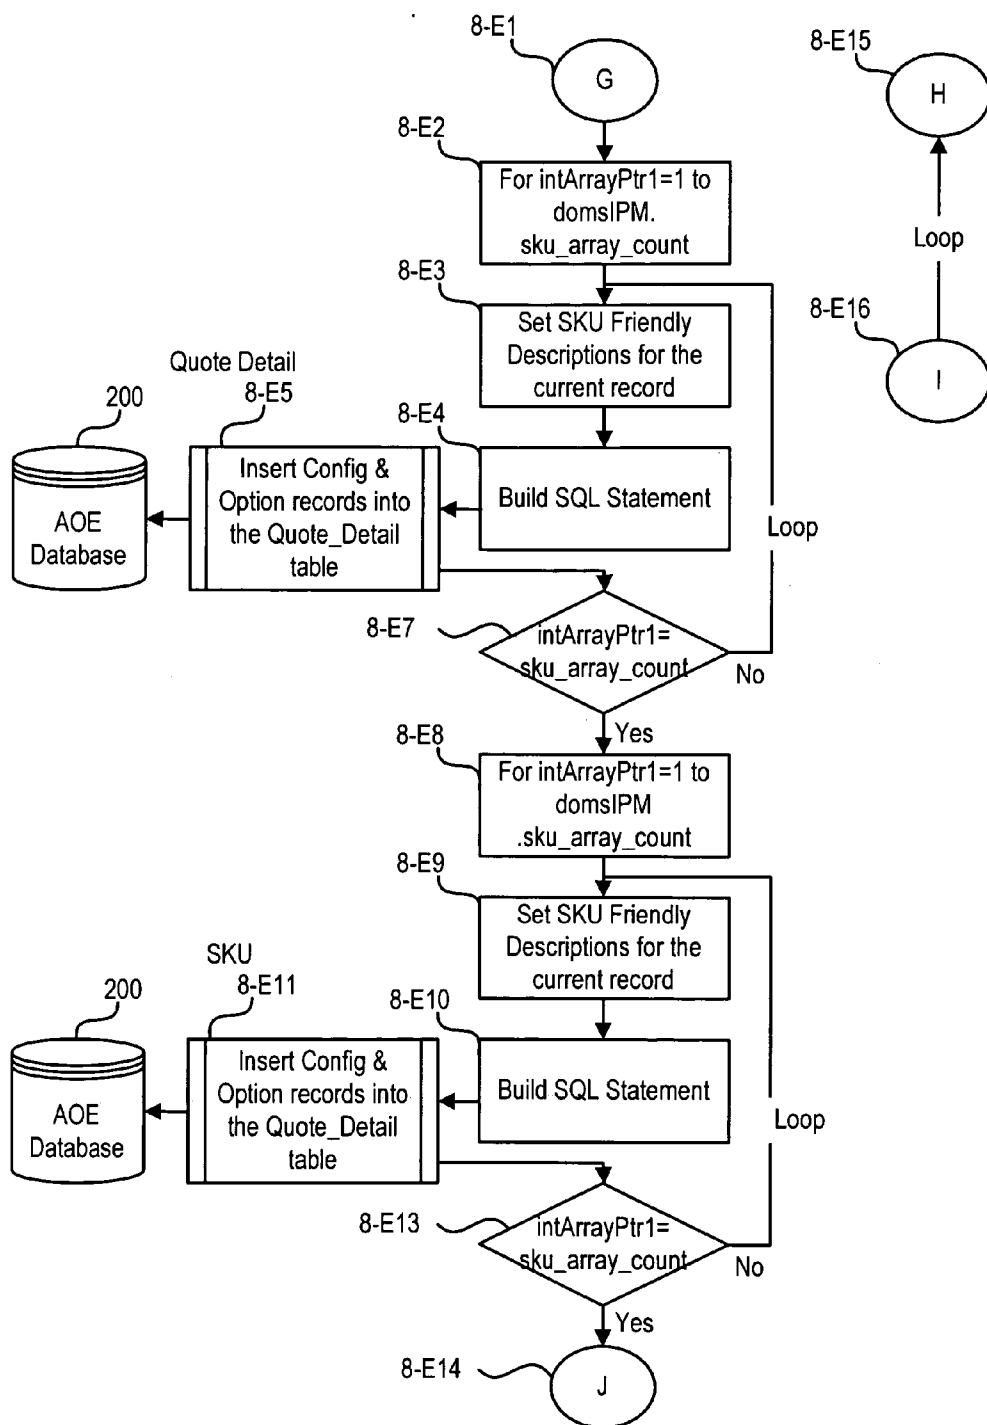 8-E1
G
8-E15
H
8-E2
For intArrayPtr1=1 to
domsIPM.
sku_array_count
Loop
8-E3
Set SKU Friendly
Descriptions for the
current record
8-E16
I
Quote Detail
8-E5
200
AOE
Database
Insert Config &
Option records into
the Quote_Detail
table
8-E4
Build SQL Statement
Loop
8-E7
intArrayPtr1=
sku_array_count
No
Yes
8-E8
For intArrayPtr1=1 to
domsIPM
.sku_array_count
8-E9
Set SKU Friendly
Descriptions for the
current record
SKU
8-E11
200
AOE
Database
Insert Config &
Option records into
the Quote_Detail
table
8-E10
Build SQL Statement
Loop
8-E13
intArrayPtr1=
sku_array_count
No
Yes
8-E14
J